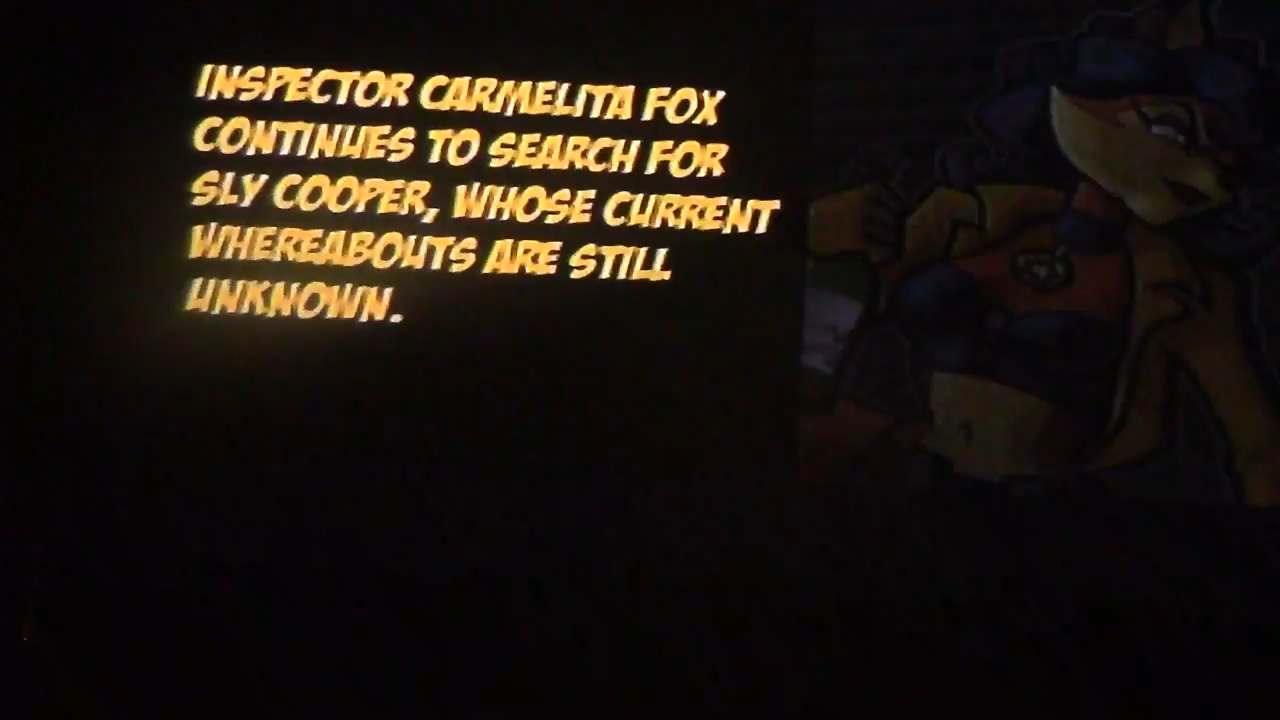 INSPECTOR CARMELITA FOX
CONTINUES TO SEARCH FOR
SLY COOPER, WHOSE CURRENT
WHEREABOUTS ARE STILL
UNKNOWN.